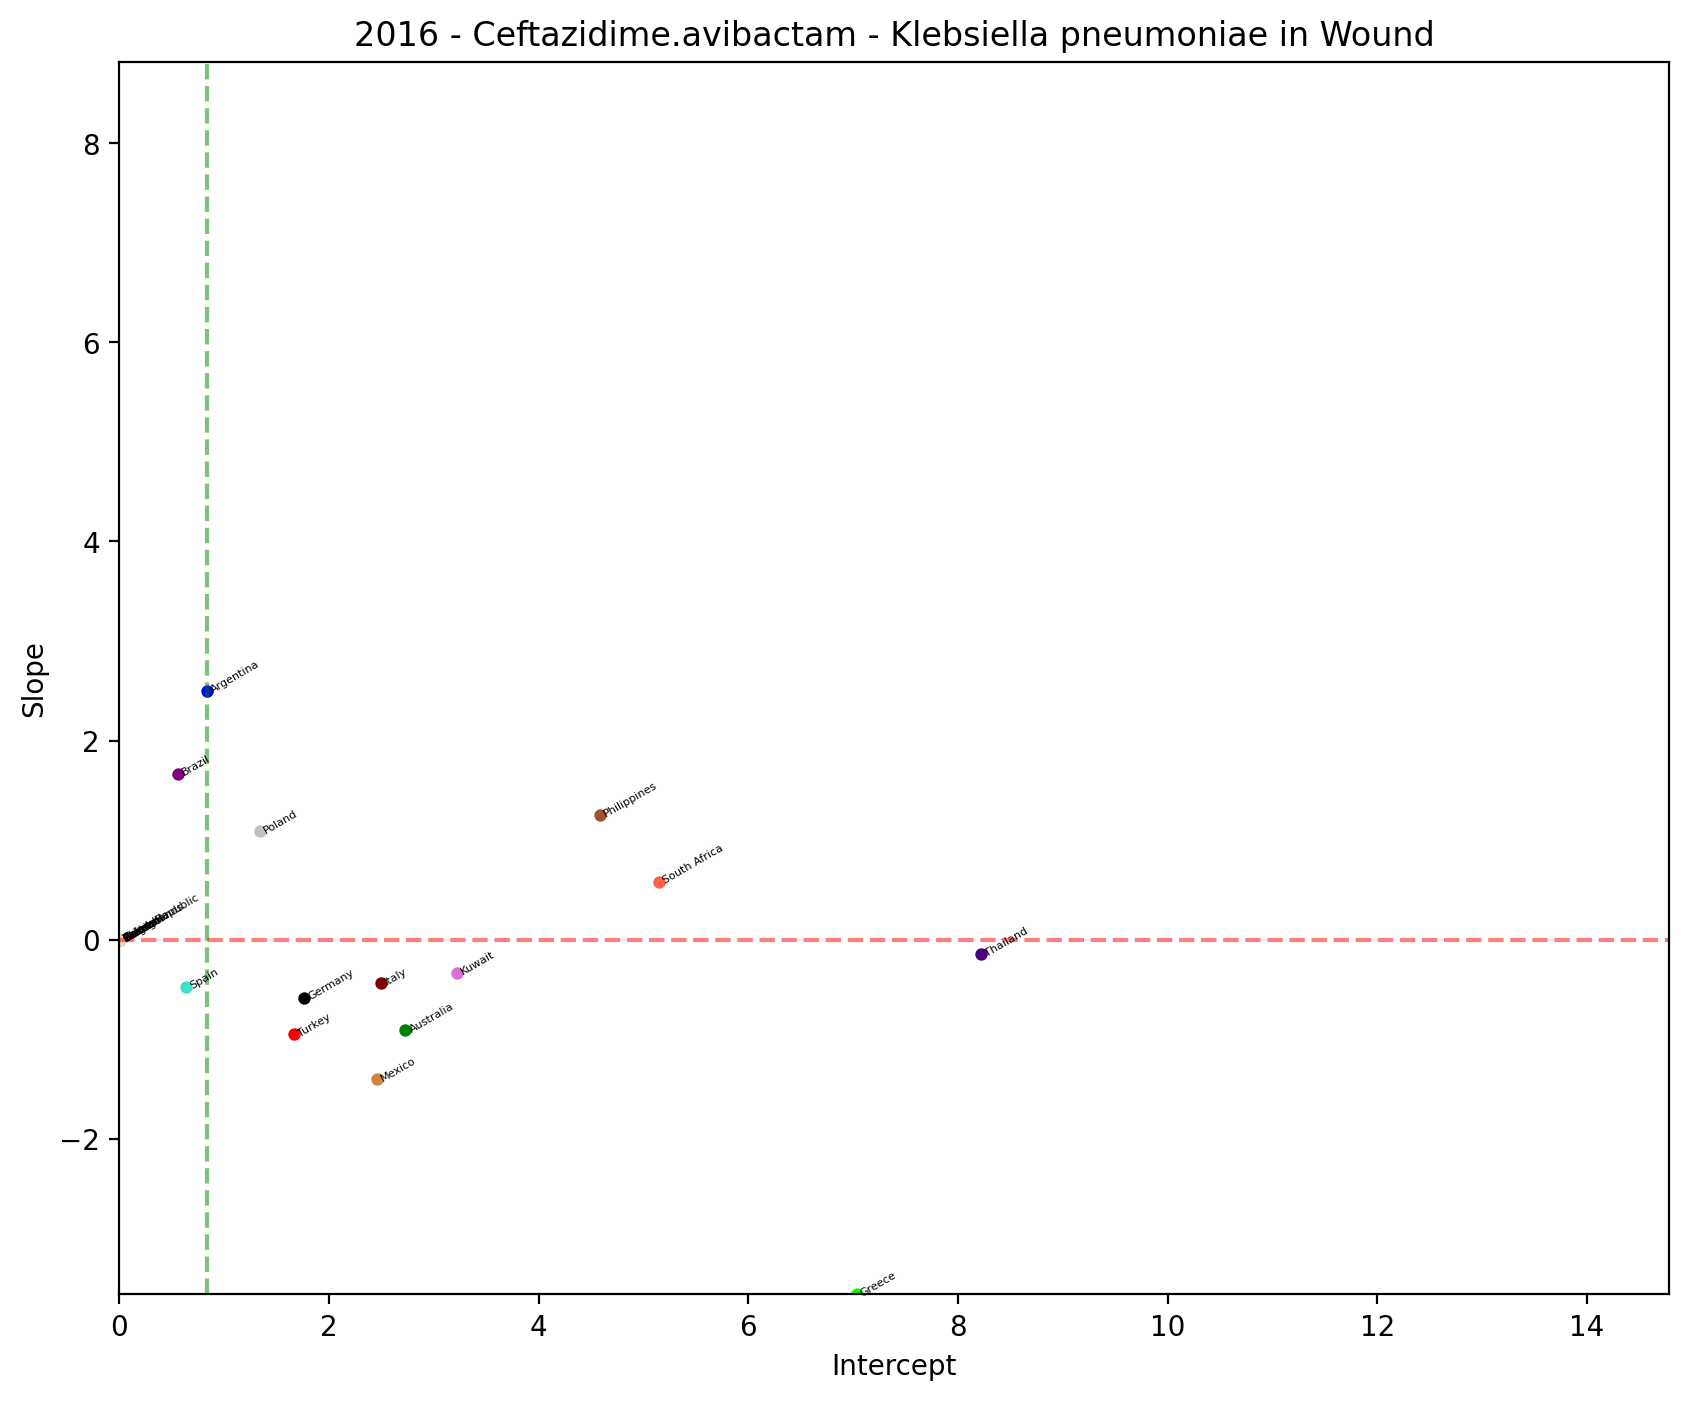 2016 - Ceftazidime.avibactam - Klebsiella pneumoniae in Wound
8
6
4
2
0
−2
Slope
Argentina
Brazil
Philippines
Poland
South Africa
Thailand
Spain
Germany
Italy
Kuwait
Turkey
Australia
Mexico
Greece
0 2 4 6 8 10 12 14
Intercept